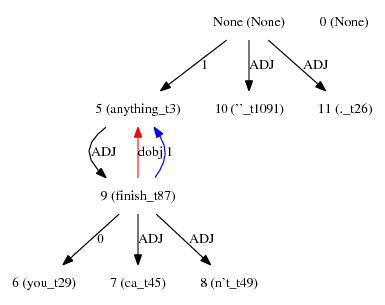 None (None) 0 (None)
1 ADJ ADJ
5 (anything_t3) 10 (''_t1091) 11 (._t26)
ADJ dobj 1
9 (finish_t87)
0 ADJ ADJ
6 (you_t29) 7 (ca_t45) 8 (n't_t49)